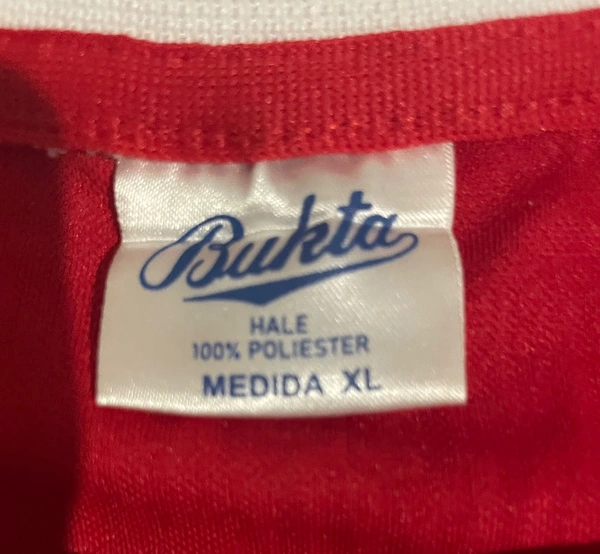 Bukta
HALE
100% POLIESTER
MEDIDA XL